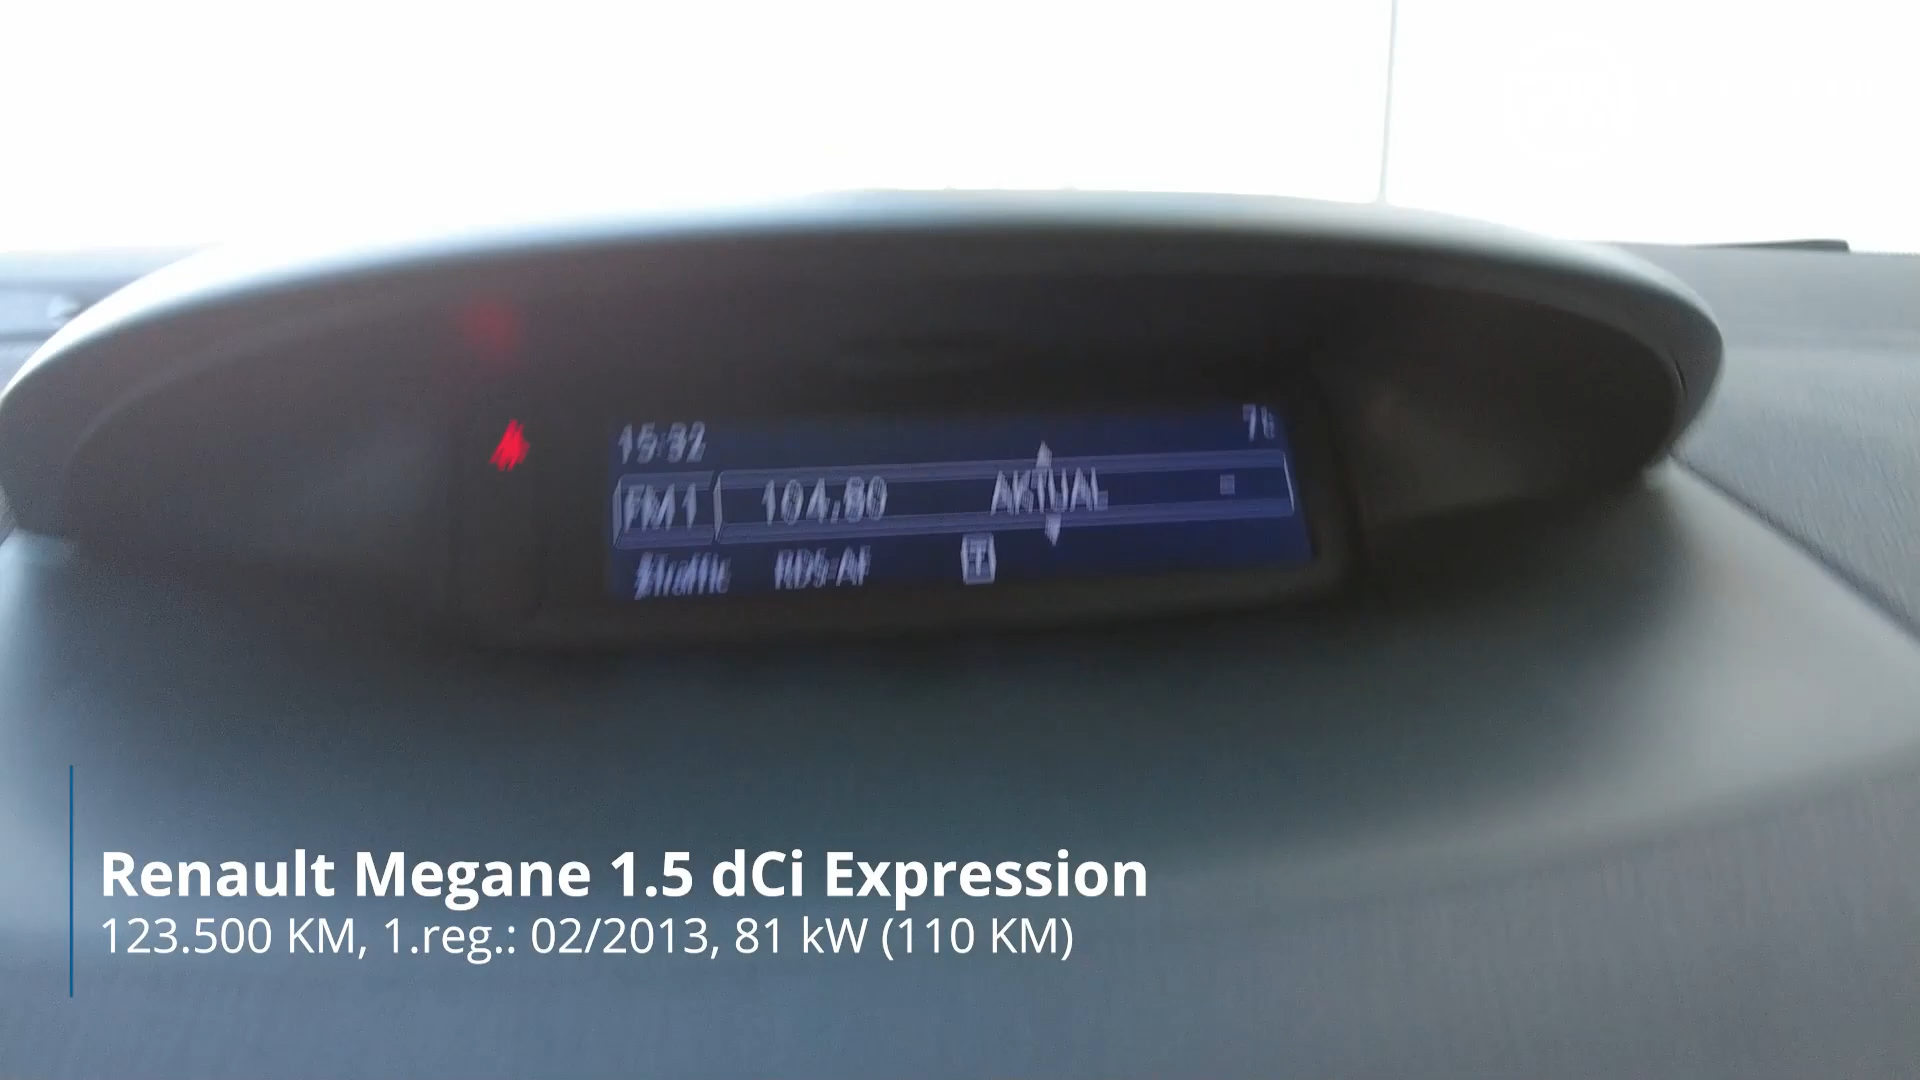 15:32
FM1 104.80 AKTUAL
Traffic RDS-AF
Renault Megane 1.5 dCi Expression
123.500 KM, 1.reg.: 02/2013, 81 kW (110 KM)